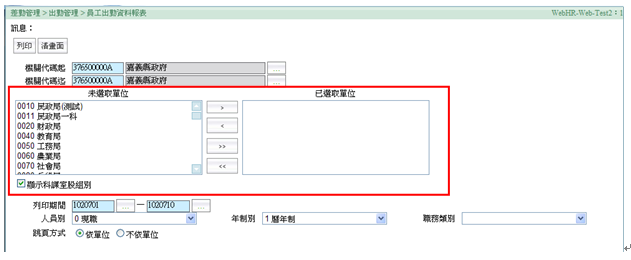 差勤管理 > 出勤管理 > 員工出勤資料報表 WebHR-Web-Test2：1
訊息：
列印 清畫面
機關代碼起 376500000A 嘉義縣政府 ...
機關代碼迄 376500000A 嘉義縣政府 ...
未選取單位 已選取單位
0010 民政局(測試) >
0011 民政局一科
0020 財政局 <
0040 教育局
0050 工務局 >>
0060 農業局
0070 社會局 <<
顯示科課室股組別
列印期間 1020701 ... 一 1020710 ...
人員別 0 現職 年制別 1 曆年制 職務類別
跳頁方式 依單位 不依單位